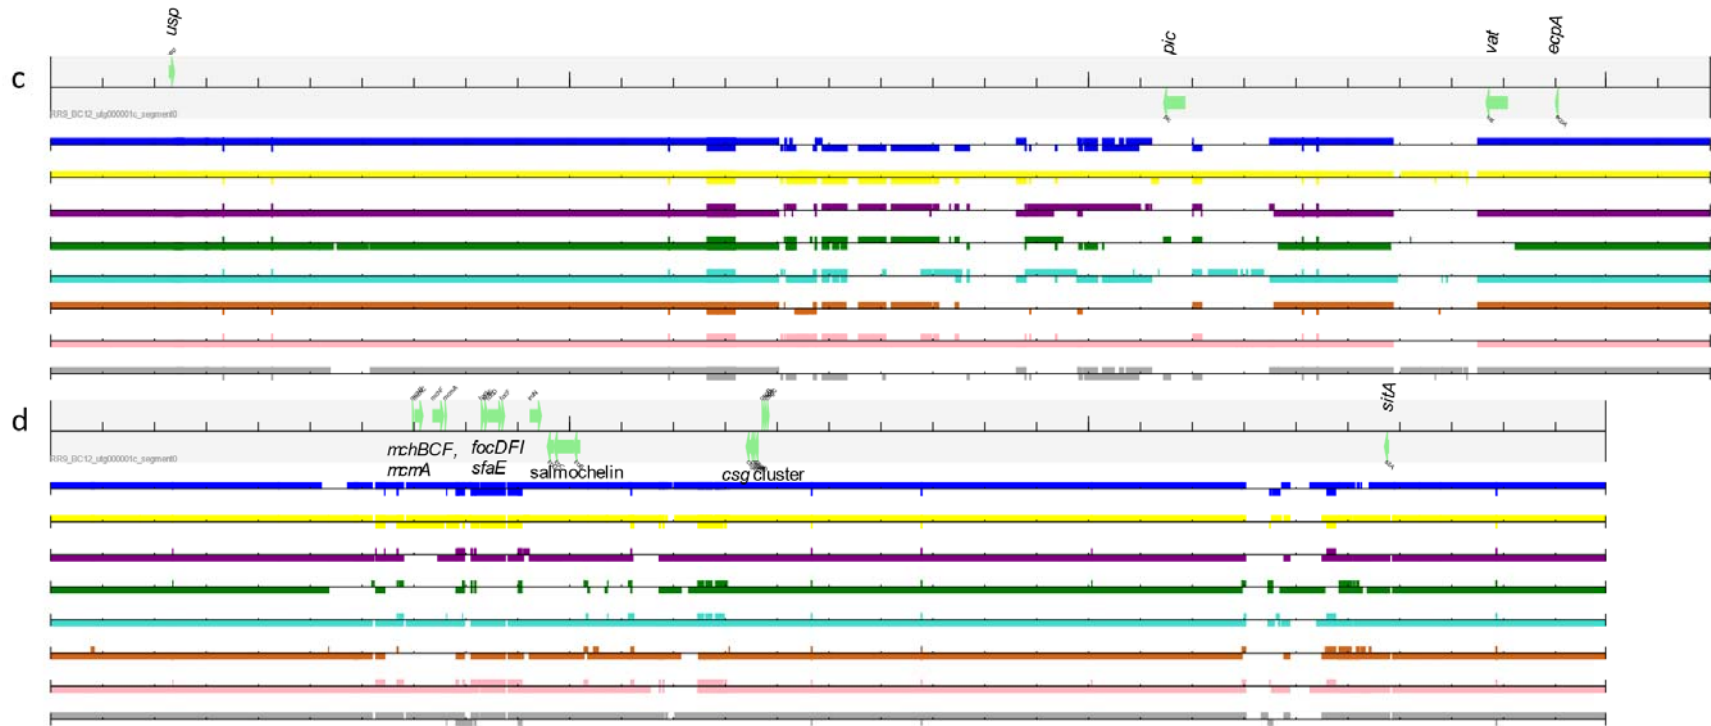 usp
pic
vat
ecpA
c
RR9_BC12_utg000001c_segment0
sitA
d
mchBCF, focDFI
mcmA sfaE salmochelin csg cluster
RR9_BC12_utg000001c_segment0